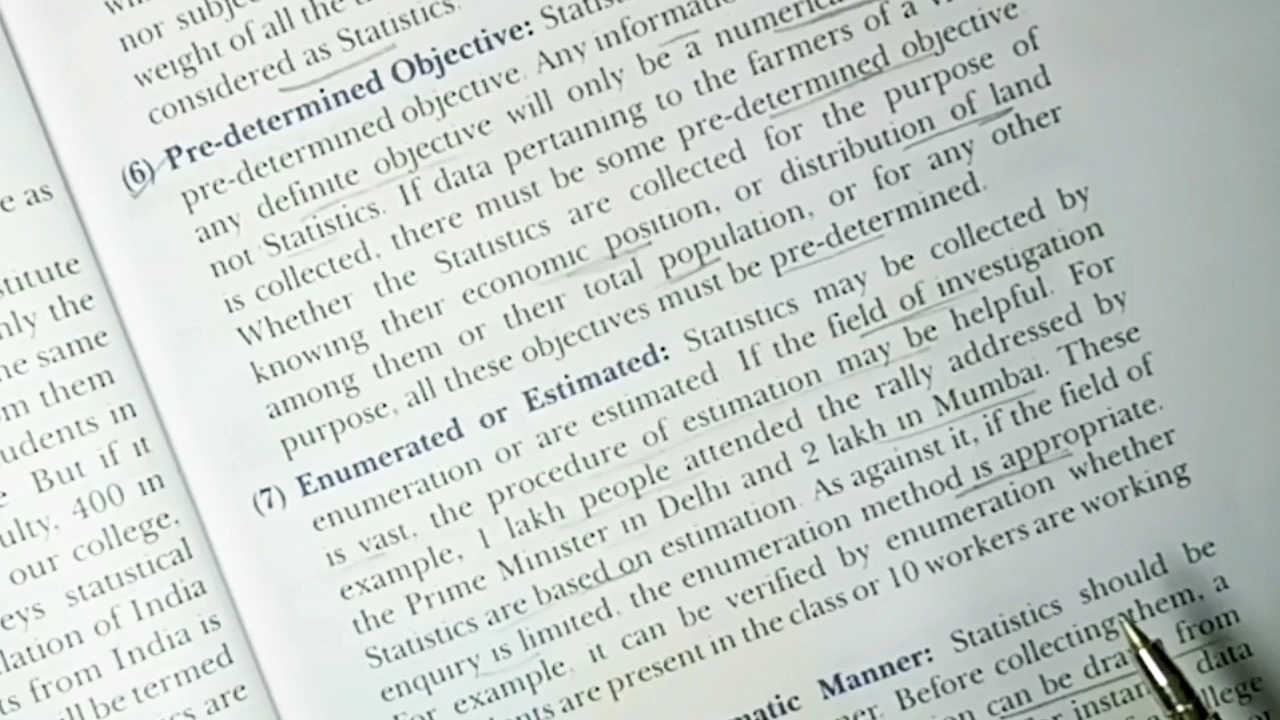 e as
stitute
nly the
ne same
m them
udents in
But if it
ulty, 400 in
our college.
eys statistical
lation of India
ts from India is
ll be termed
cs are
nor
weight of all the
considered as Statistics.
(6) Pre-determined Objective:
pre-determined objective. Any
any definite objective will only be a
not Statistics. If data pertaining to the farmers of a
is collected, there must be some pre-determined objective
Whether the Statistics are collected for the purpose of
knowing their economic position, or distribution of land
among them or their total population, or for any other
purpose, all these objectives must be pre-determined.
(7) Enumerated or Estimated: Statistics may be collected by
enumeration or are estimated. If the field of investigation
is vast, the procedure of estimation may be helpful. For
example, 1 lakh people attended the rally addressed by
the Prime Minister in Delhi and 2 lakh in Mumbai. These
Statistics are based on estimation. As against it, if the field of
enqury is limited, the enumeration method is appropriate.
For example, it can be verified by enumeration whether
nts are present in the class or 10 workers are working
matic Manner: Statistics should be
ner. Before collecting them, a
can be from
data
llege